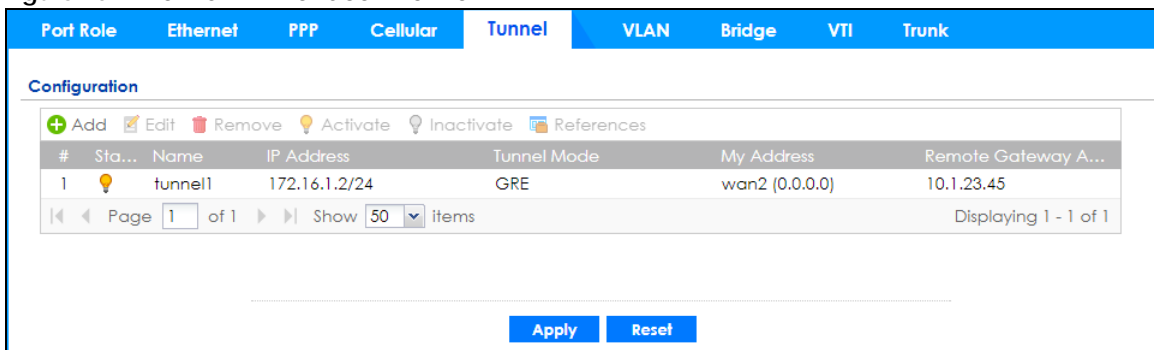 Port Role Ethernet PPP Cellular Tunnel VLAN Bridge VTI Trunk
Configuration
Add Edit Remove Activate Inactivate References
# Sta... Name IP Address Tunnel Mode My Address Remote Gateway A...
1 tunnel1 172.16.1.2/24 GRE wan2 (0.0.0.0) 10.1.23.45
Page 1 of 1 Show 50 items Displaying 1 - 1 of 1
Apply Reset